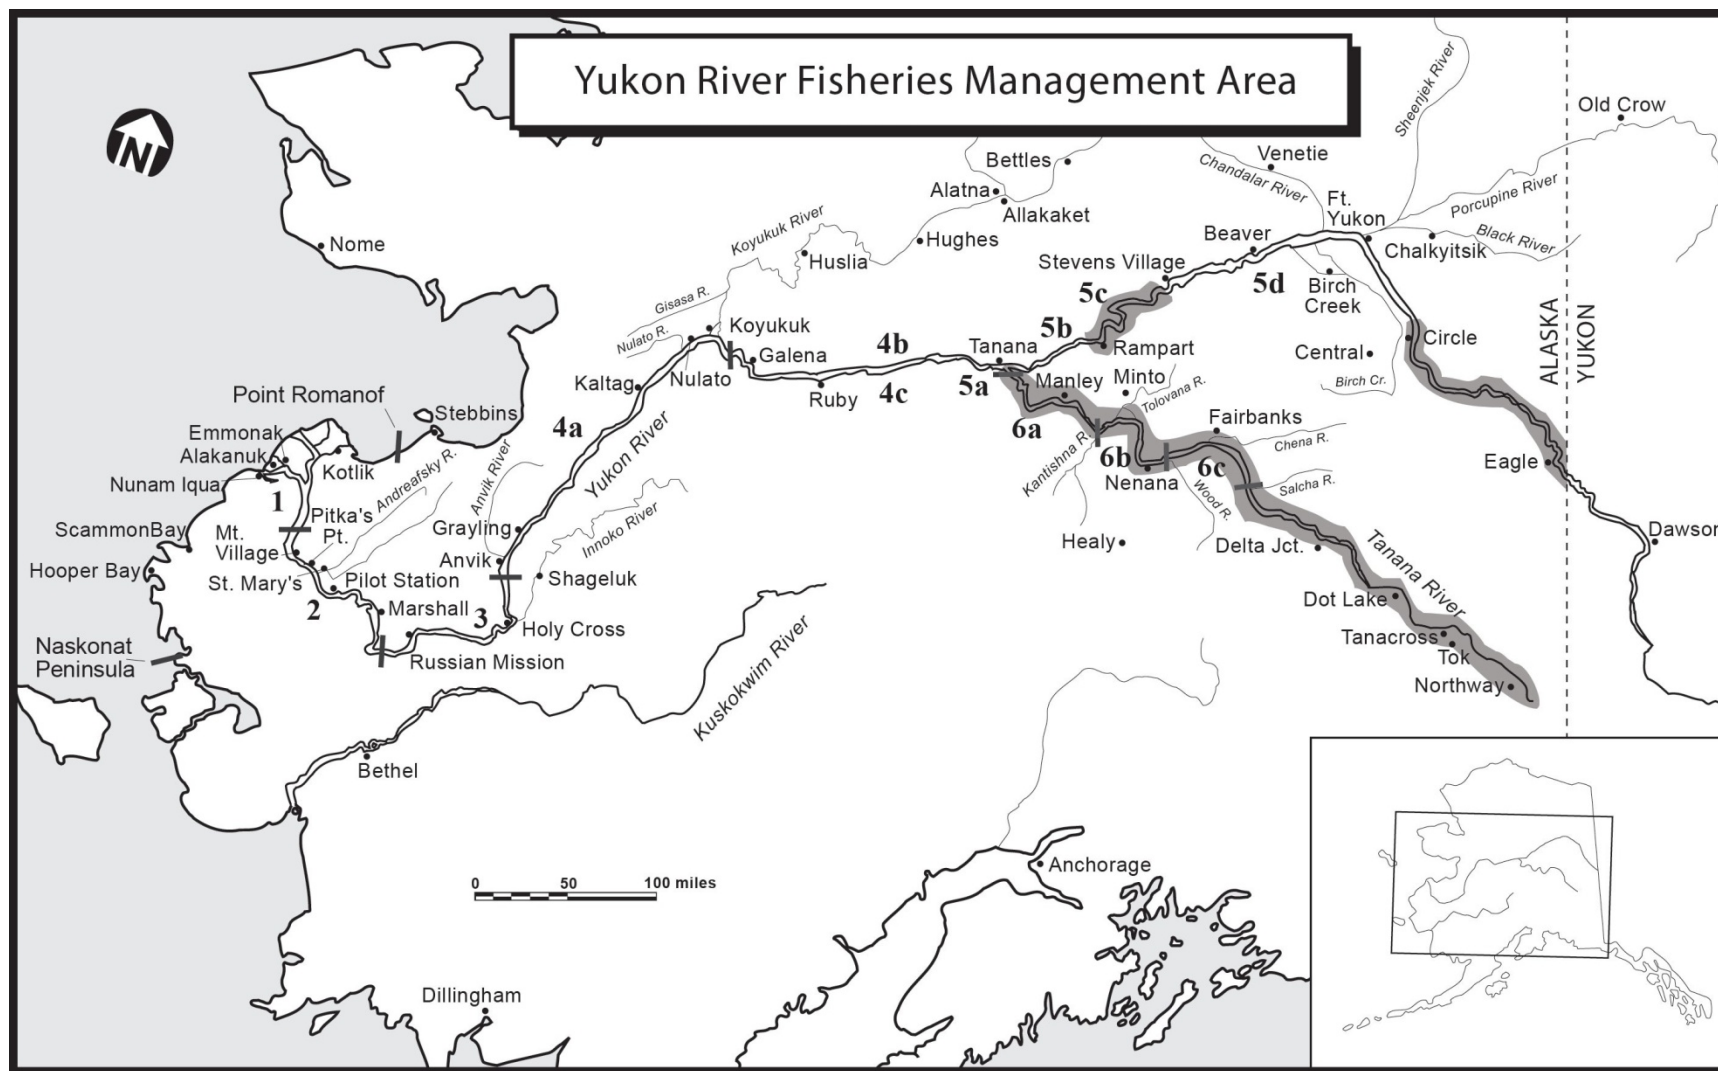 Yukon River Fisheries Management Area
N
Nome
Bettles
Alatna
Allakaket
Hughes
Koyukuk River
Huslia
Venetie
Chandalar River
Sheenjek River
Old Crow
Porcupine River
Black River
Ft.
Yukon
Chalkyitsik
Beaver
Stevens Village
5c
5d
Birch
Creek
Circle
Central
Birch Cr.
ALASKA
YUKON
Eagle
Dawson
Gisasa R.
Nulato R.
Koyukuk
Galena
Nulato
Kaltag
4a
Yukon River
4b
Ruby
4c
Tanana
5a
5b
Rampart
Manley
Minto
Tolovana R.
6a
Kantishna R.
6b
Nenana
Fairbanks
Chena R.
6c
Wood R.
Salcha R.
Healy
Delta Jct.
Tanana River
Dot Lake
Tanacross
Tok
Northway
Point Romanof
Stebbins
Emmonak
Alakanuk
Kotlik
Nunam Iqua
1
Andreafsky R.
Anvik River
Pitka's
Pt.
ScammonBay
Mt.
Village
Hooper Bay
St. Mary's
Pilot Station
2
Marshall
Grayling
Innoko River
Anvik
Shageluk
3
Holy Cross
Russian Mission
Naskonat
Peninsula
Kuskokwim River
Bethel
Anchorage
0 50 100 miles
Dillingham